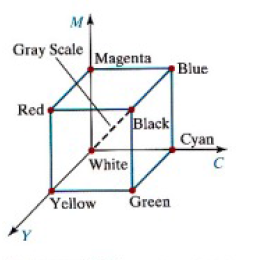 M
Gray Scale
Magenta
Blue
Red
Black
Cyan
White
C
Yellow
Green
Y